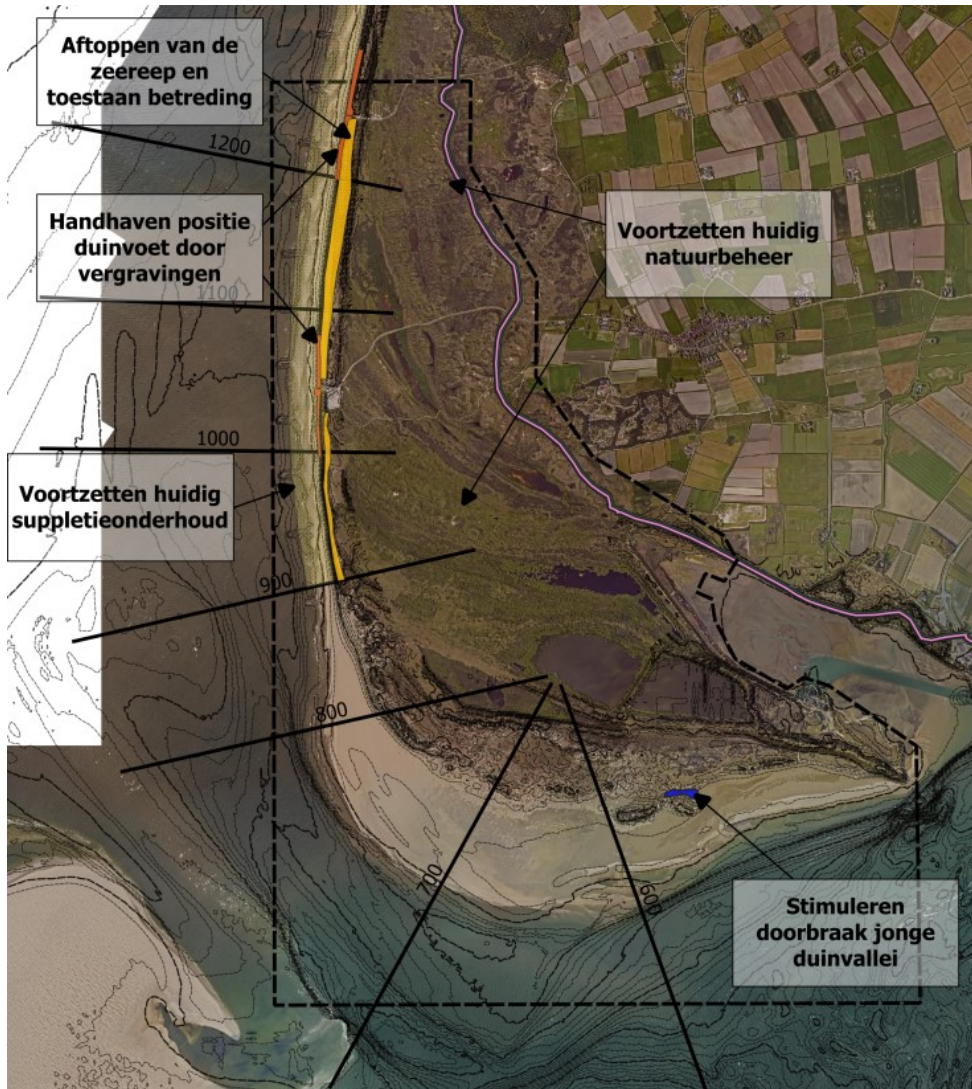 Aftoppen van de
zeereep en
toestaan betreding
1200
Handhaven positie
duinvoet door
vergravingen
Voortzetten huidig
natuurbeheer
1100
1000
Voortzetten huidig
suppletieonderhoud
900
800
700
600
Stimuleren
doorbraak jonge
duinvallei